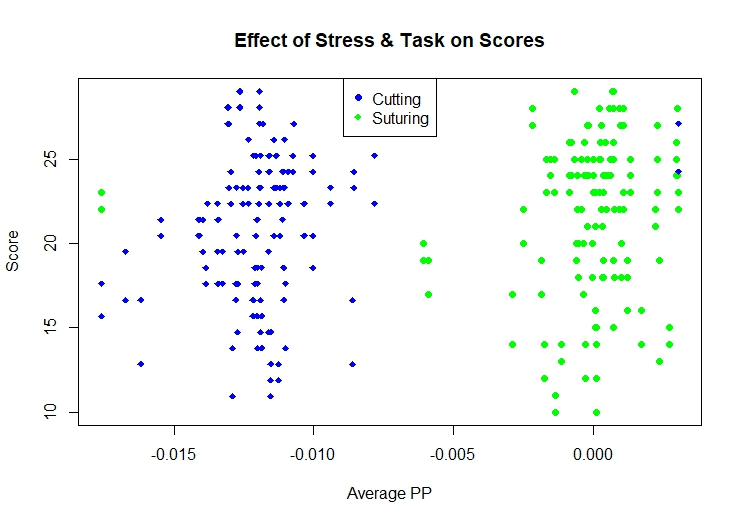 Effect of Stress & Task on Scores
Cutting
Suturing
Score
25
20
15
10
-0.015 -0.010 -0.005 0.000
Average PP